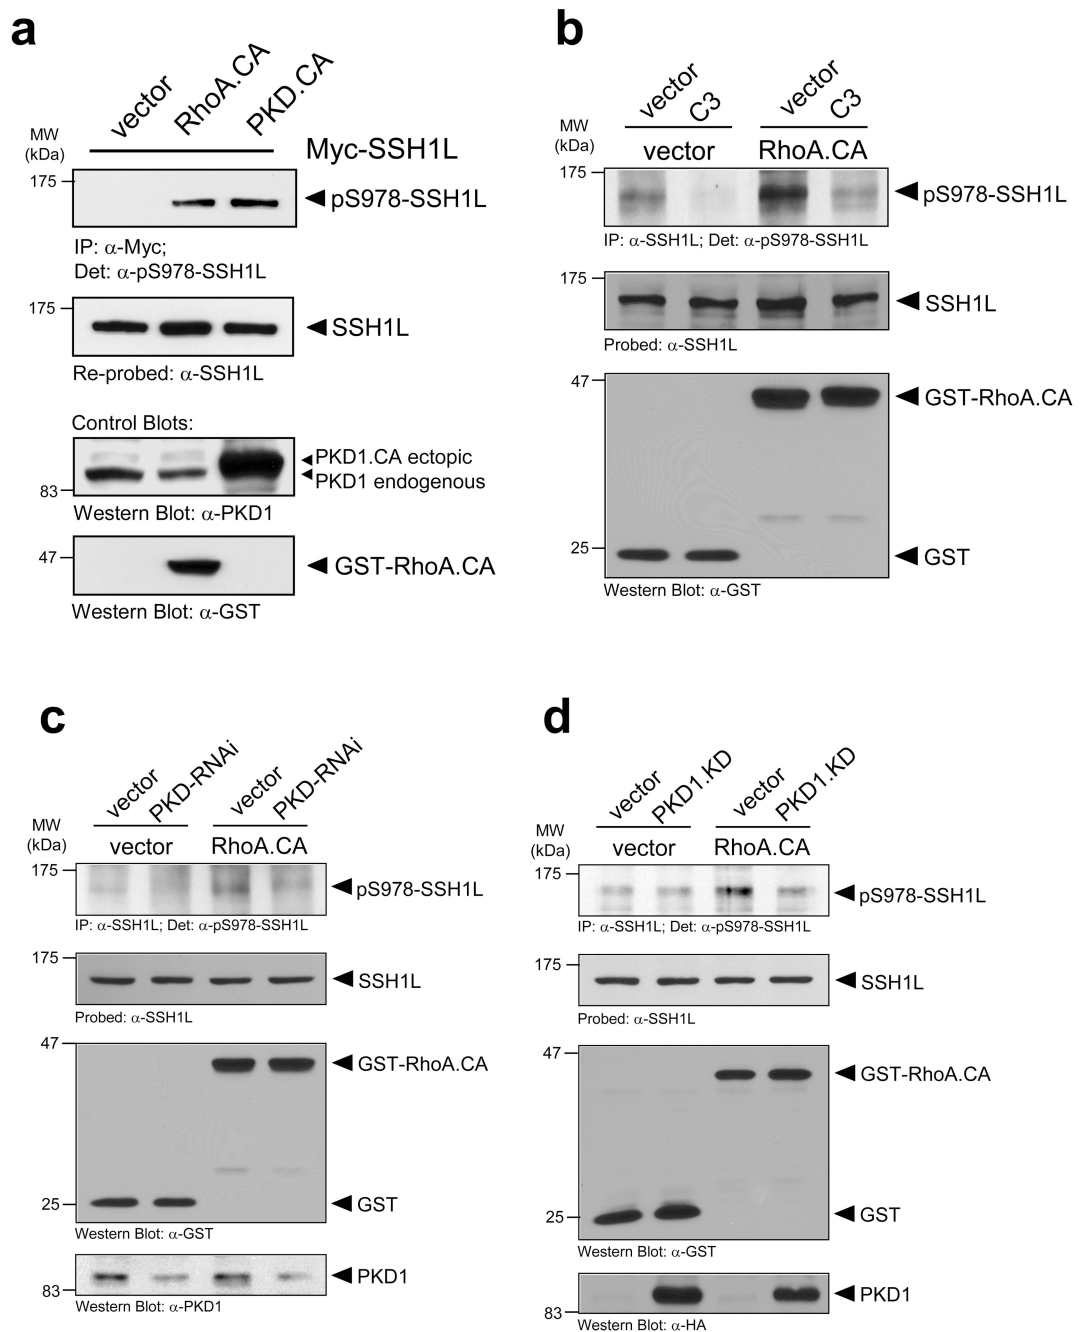 a
vector
RhoA.CA
PKD.CA
MW
(kDa)
Myc-SSH1L
175
pS978-SSH1L
IP: α-Myc;
Det: α-pS978-SSH1L
175
SSH1L
Re-probed: α-SSH1L
Control Blots:
PKD1.CA ectopic
PKD1 endogenous
83
Western Blot: α-PKD1
47
GST-RhoA.CA
Western Blot: α-GST
b
vector
C3
vector
C3
MW
(kDa)
vector
RhoA.CA
175
pS978-SSH1L
IP: α-SSH1L; Det: α-pS978-SSH1L
175
SSH1L
Probed: α-SSH1L
47
GST-RhoA.CA
25
GST
Western Blot: α-GST
c
vector
PKD-RNAi
vector
PKD-RNAi
MW
(kDa)
vector
RhoA.CA
175
pS978-SSH1L
IP: α-SSH1L; Det: α-pS978-SSH1L
175
SSH1L
Probed: α-SSH1L
47
GST-RhoA.CA
25
GST
Western Blot: α-GST
PKD1
83
Western Blot: α-PKD1
d
vector
PKD1.KD
vector
PKD1.KD
MW
(kDa)
vector
RhoA.CA
175
pS978-SSH1L
IP: α-SSH1L; Det: α-pS978-SSH1L
175
SSH1L
Probed: α-SSH1L
47
GST-RhoA.CA
25
GST
Western Blot: α-GST
PKD1
83
Western Blot: α-HA